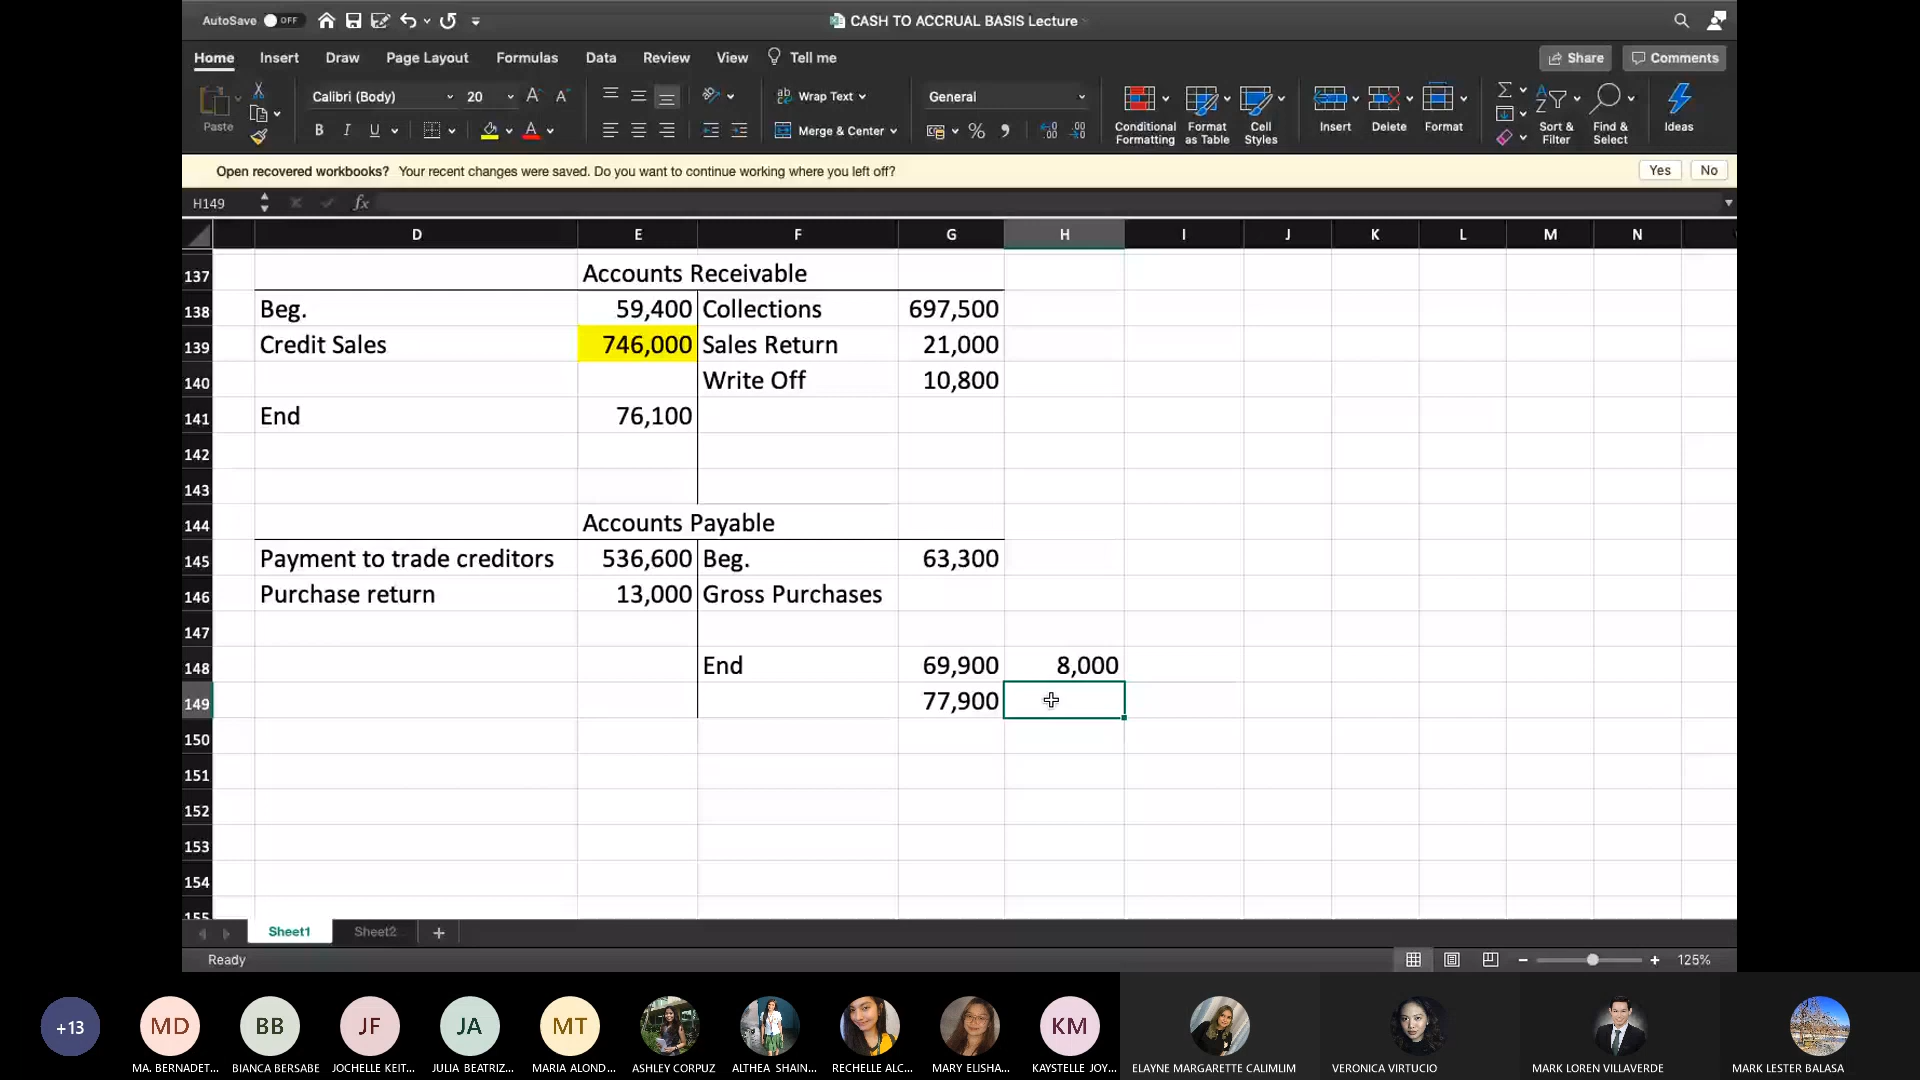 AutoSave OFF CASH TO ACCRUAL BASIS Lecture
Home Insert Draw Page Layout Formulas Data Review View Tell me Share Comments
Paste Calibri (Body) 20 A A ab Wrap Text General Conditional Formatting Format as Table Cell Styles Insert Delete Format Sort & Filter Find & Select Ideas
B I U A Merge & Center %
Open recovered workbooks? Your recent changes were saved. Do you want to continue working where you left off? Yes No
H149 fx
D E F G H I J K L M N
137 Accounts Receivable
138 Beg. 59,400 Collections 697,500
139 Credit Sales 746,000 Sales Return 21,000
140 Write Off 10,800
141 End 76,100
142
143
144 Accounts Payable
145 Payment to trade creditors 536,600 Beg. 63,300
146 Purchase return 13,000 Gross Purchases
147
148 End 69,900 8,000
149 77,900
150
151
152
153
154
155
Sheet1 Sheet2 +
Ready 125%
+13 MD BB JF JA MT KM
MA. BERNADET... BIANCA BERSABE JOCHELLE KEIT... JULIA BEATRIZ... MARIA ALOND... ASHLEY CORPUZ ALTHEA SHAIN... RECHELLE ALC... MARY ELISHA... KAYSTELLE JOY... ELAYNE MARGARETTE CALIMLIM VERONICA VIRTUCIO MARK LOREN VILLAVERDE MARK LESTER BALASA